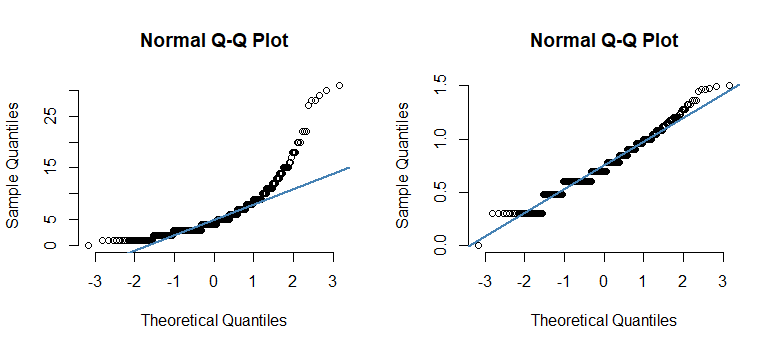 Normal Q-Q Plot
Sample Quantiles
0 5 15 25
-3 -2 -1 0 1 2 3
Theoretical Quantiles
Normal Q-Q Plot
Sample Quantiles
0.0 0.5 1.0 1.5
-3 -2 -1 0 1 2 3
Theoretical Quantiles